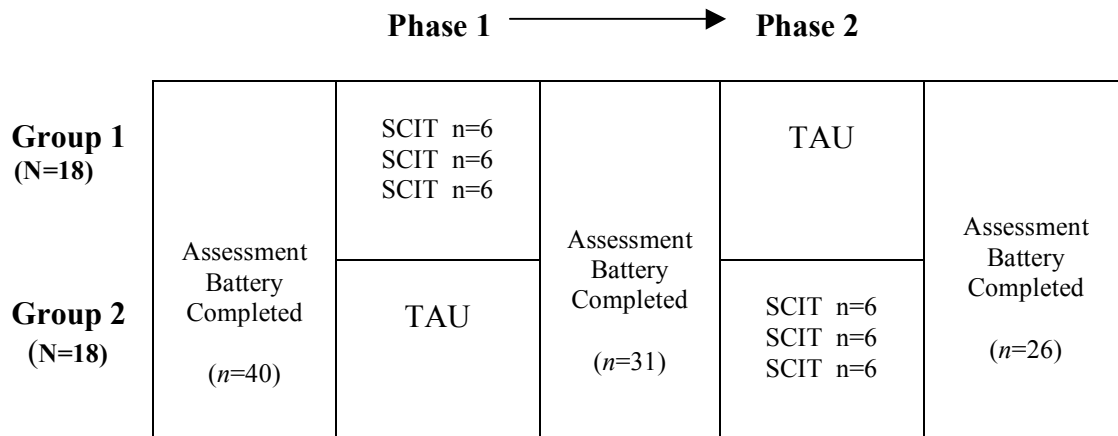 Phase 1 Phase 2
Group 1
(N=18)
Group 2
(N=18)
Assessment
Battery
Completed
(n=40)
SCIT n=6
SCIT n=6
SCIT n=6
TAU
Assessment
Battery
Completed
(n=31)
TAU
SCIT n=6
SCIT n=6
SCIT n=6
Assessment
Battery
Completed
(n=26)